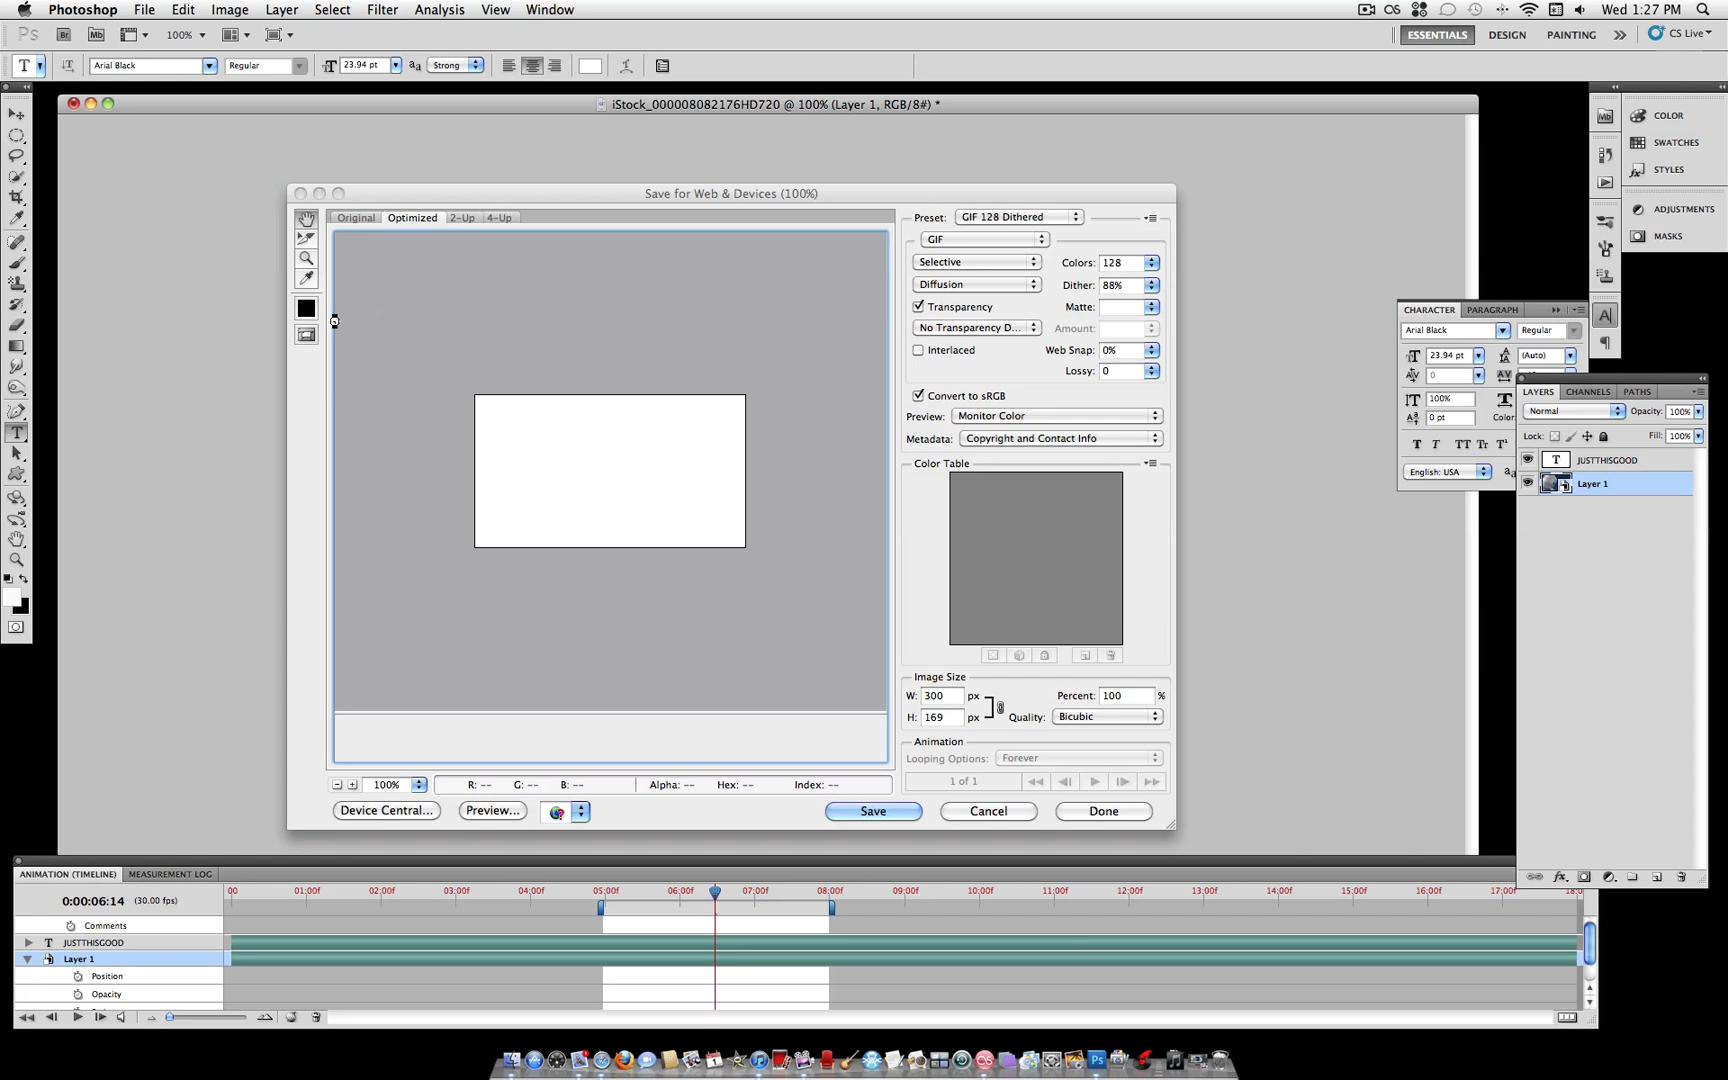 Photoshop File Edit Image Layer Select Filter Analysis View Window Wed 1:27 PM
Ps Br Mb 100% ESSENTIALS DESIGN PAINTING CS Live
T Arial Black Regular 23.94 pt Strong
iStock_000008082176HD720 @ 100% (Layer 1, RGB/8#) *
COLOR
SWATCHES
STYLES
ADJUSTMENTS
MASKS
Save for Web & Devices (100%)
Original Optimized 2-Up 4-Up
Preset: GIF 128 Dithered
GIF
Selective Colors: 128
Diffusion Dither: 88%
Transparency Matte:
No Transparency D... Amount:
Interlaced Web Snap: 0%
Lossy: 0
Convert to sRGB
Preview: Monitor Color
Metadata: Copyright and Contact Info
Color Table
Image Size
W: 300 px Percent: 100 %
H: 169 px Quality: Bicubic
Animation
Looping Options: Forever
1 of 1
100% R: -- G: -- B: -- Alpha: -- Hex: -- Index: --
Device Central... Preview... Save Cancel Done
CHARACTER PARAGRAPH
Arial Black Regular
23.94 pt (Auto)
0
100%
0 pt Color:
T T TT Tr T¹
English: USA
LAYERS CHANNELS PATHS
Normal Opacity: 100%
Lock: Fill: 100%
T JUSTTHISGOOD
Layer 1
ANIMATION (TIMELINE) MEASUREMENT LOG
0:00:06:14 (30.00 fps) 00 01:00f 02:00f 03:00f 04:00f 05:00f 06:00f 07:00f 08:00f 09:00f 10:00f 11:00f 12:00f 13:00f 14:00f 15:00f 16:00f 17:00f
Comments
T JUSTTHISGOOD
Layer 1
Position
Opacity